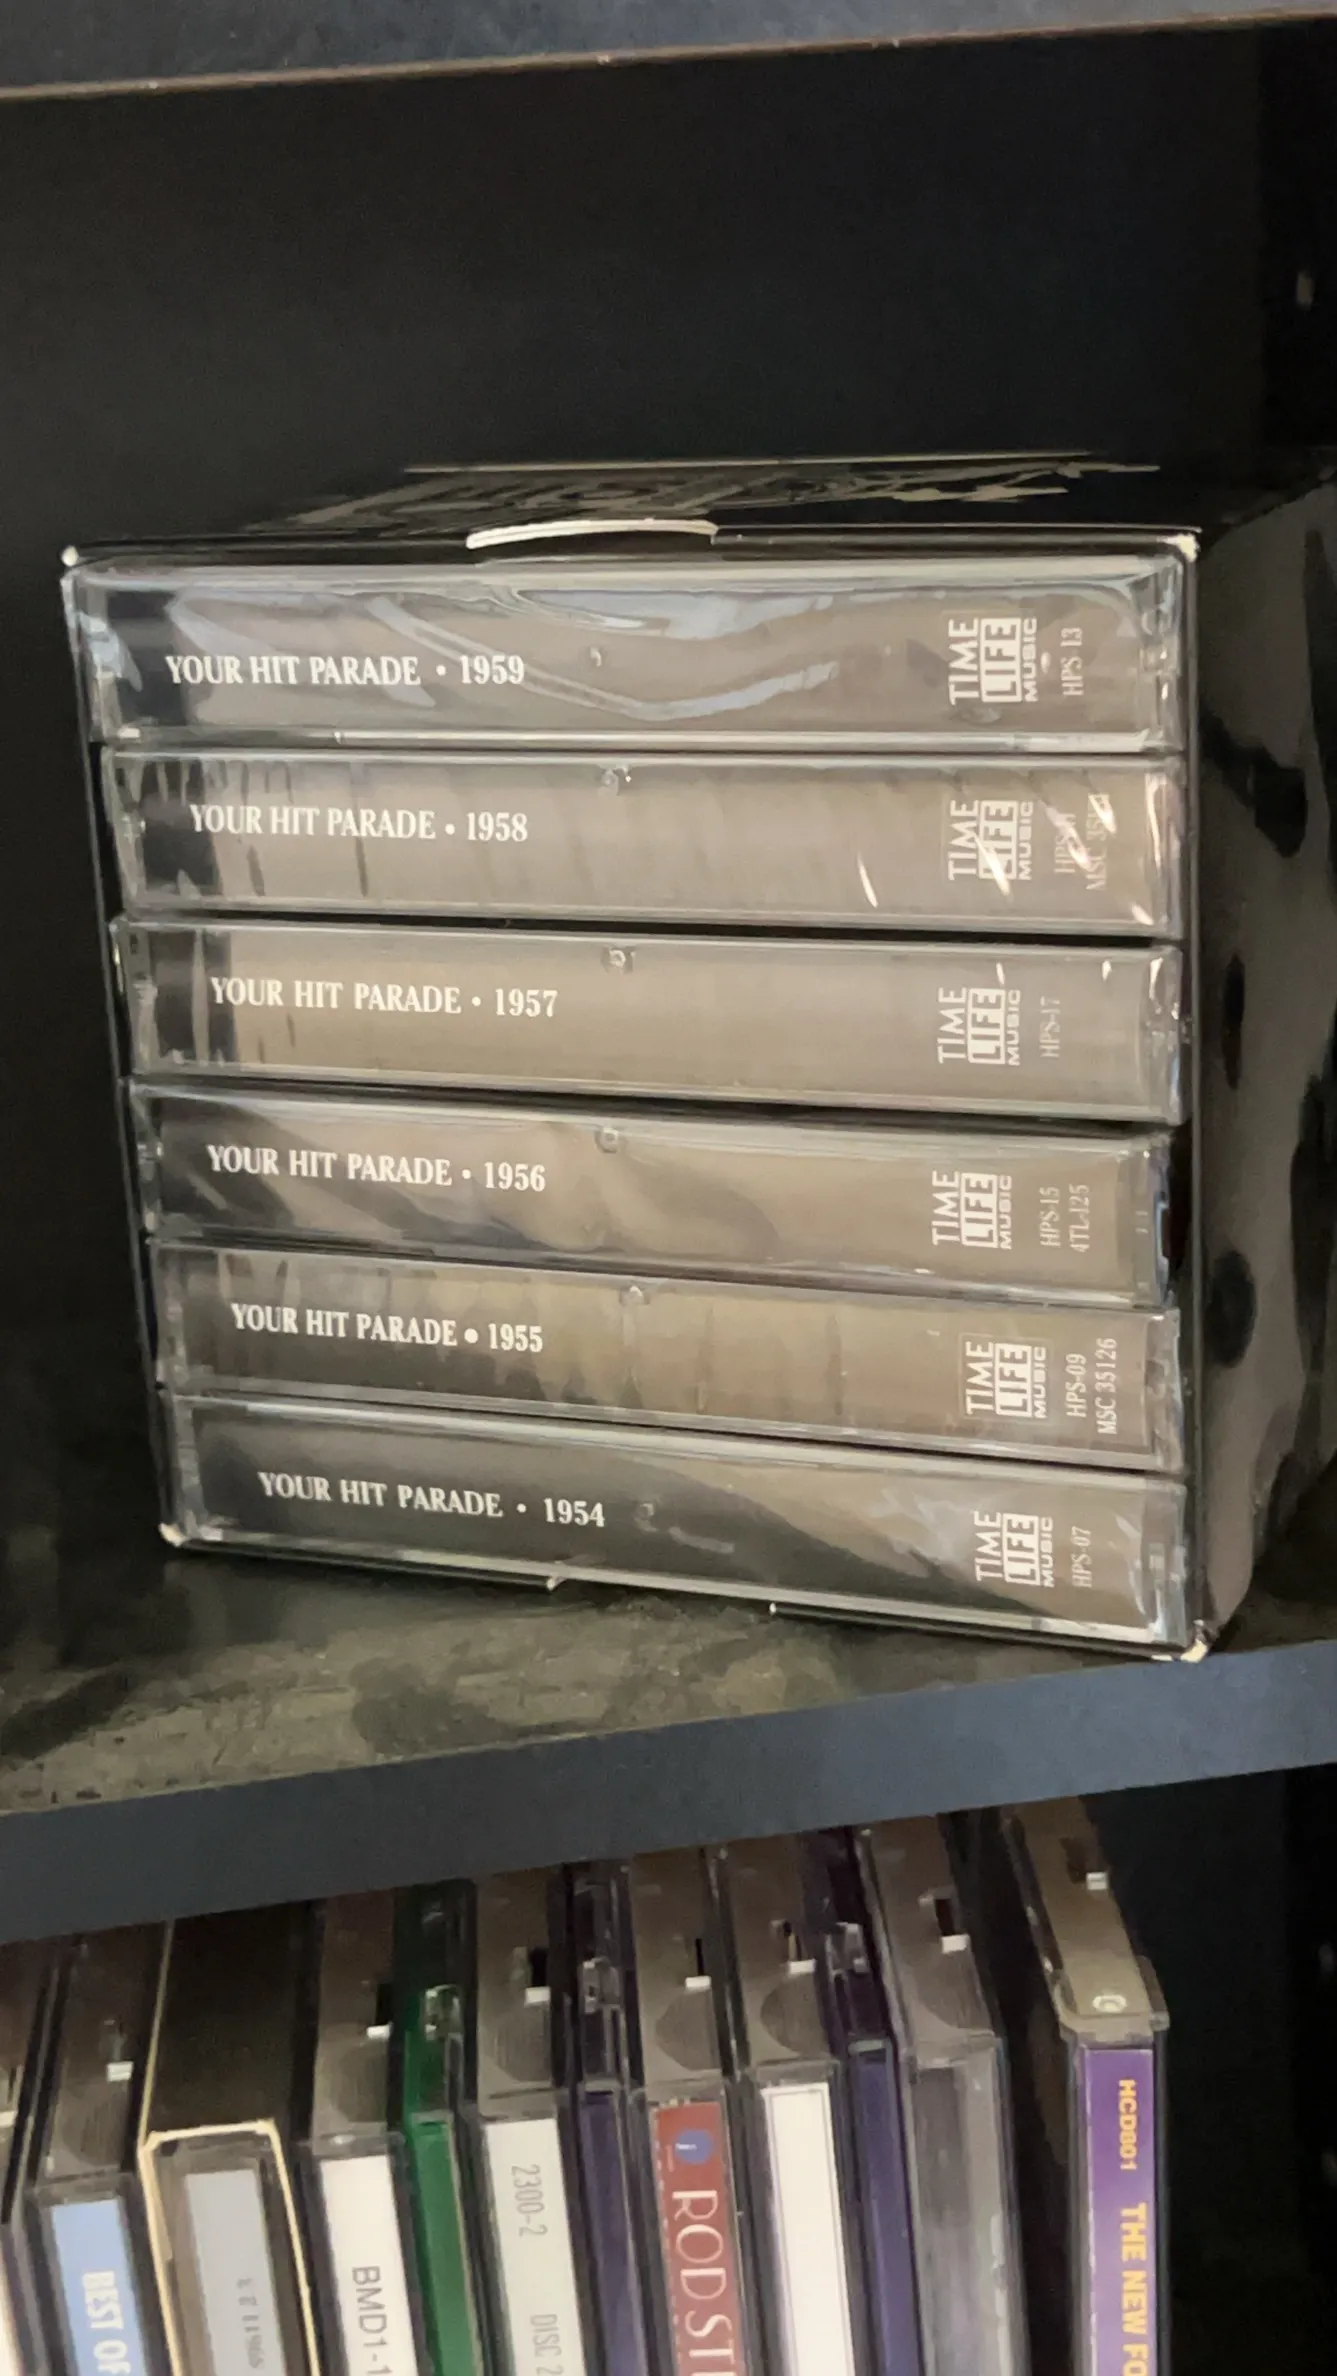 YOUR HIT PARADE • 1959
TIME
LIFE
MUSIC
HPS 13
YOUR HIT PARADE • 1958
TIME
LIFE
MUSIC
MSC
YOUR HIT PARADE • 1957
TIME
LIFE
MUSIC
HPS-17
YOUR HIT PARADE • 1956
TIME
LIFE
MUSIC
HPS-15
4TL-125
YOUR HIT PARADE • 1955
TIME
LIFE
MUSIC
HPS-09
MSC 35126
YOUR HIT PARADE • 1954
TIME
LIFE
MUSIC
HPS-07
BEST OF
BMD1-1
2300-2 DISC 2
ROD ST
HCD801 THE NEW FO